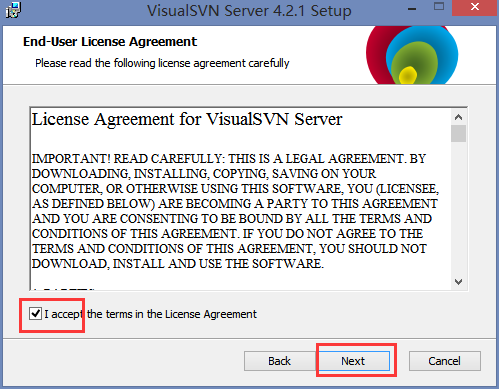 VisualSVN Server 4.2.1 Setup
End-User License Agreement
Please read the following license agreement carefully
License Agreement for VisualSVN Server
IMPORTANT! READ CAREFULLY: THIS IS A LEGAL AGREEMENT. BY
DOWNLOADING, INSTALLING, COPYING, SAVING ON YOUR
COMPUTER, OR OTHERWISE USING THIS SOFTWARE, YOU (LICENSEE,
AS DEFINED BELOW) ARE BECOMING A PARTY TO THIS AGREEMENT
AND YOU ARE CONSENTING TO BE BOUND BY ALL THE TERMS AND
CONDITIONS OF THIS AGREEMENT. IF YOU DO NOT AGREE TO THE
TERMS AND CONDITIONS OF THIS AGREEMENT, YOU SHOULD NOT
DOWNLOAD, INSTALL AND USE THE SOFTWARE.
I accept the terms in the License Agreement
Back
Next
Cancel